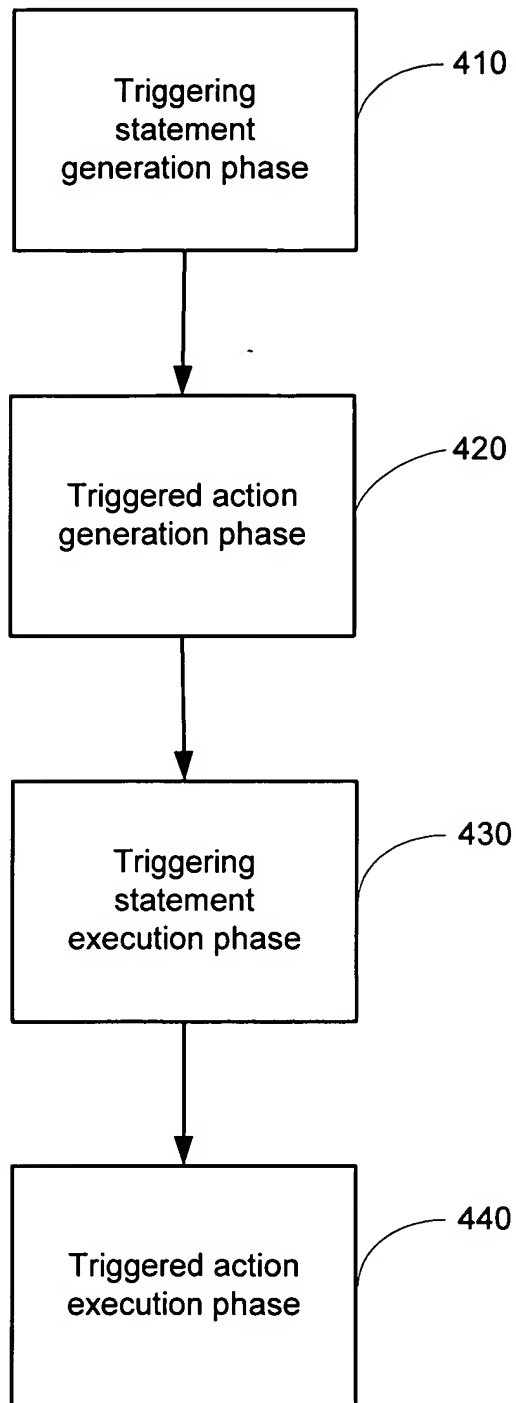 Triggering
statement
generation phase
410
Triggered action
generation phase
420
Triggering
statement
execution phase
430
Triggered action
execution phase
440